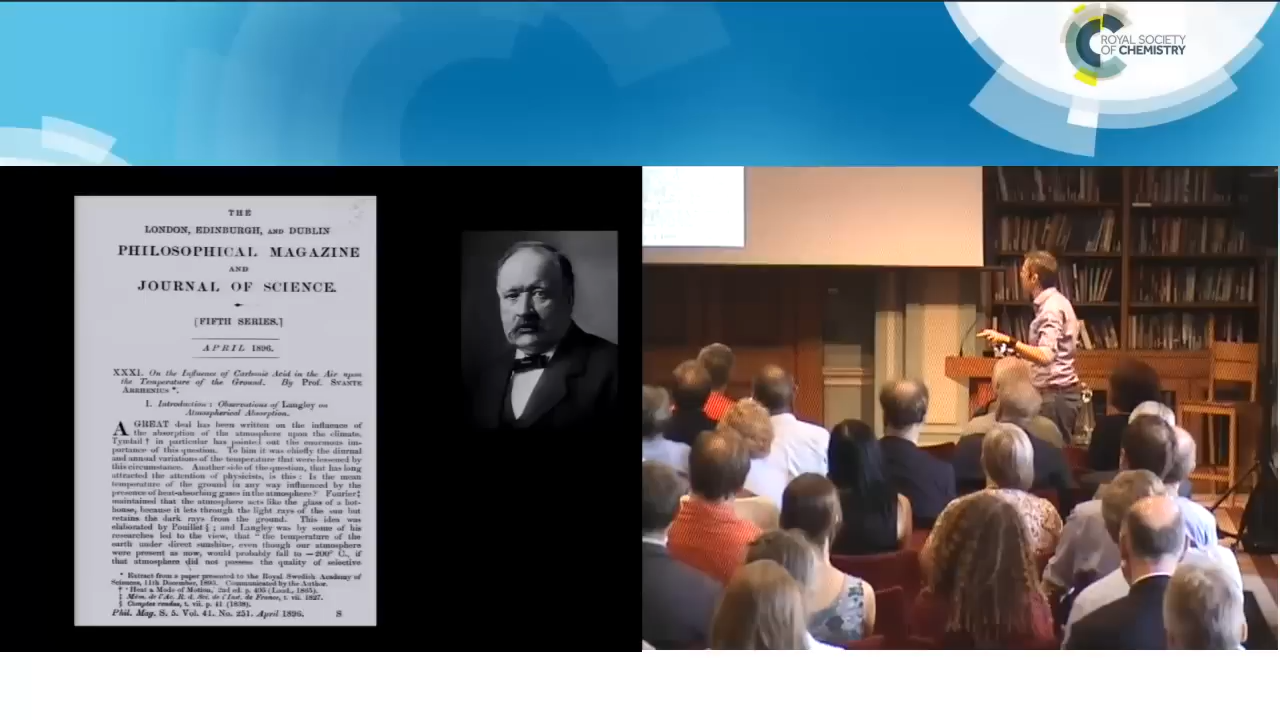 ROYAL SOCIETY
OF CHEMISTRY
THE
LONDON, EDINBURGH, AND DUBLIN
PHILOSOPHICAL MAGAZINE
AND
JOURNAL OF SCIENCE.
[FIFTH SERIES.]
APRIL 1896.
XXXI. On the Influence of Carbonic Acid in the Air upon
the Temperature of the Ground. By Prof. SVANTE
ARRHENIUS *.
I. Introduction: Observations of Langley on
Atmospherical Absorption.
A GREAT deal has been written on the influence of
the absorption of the atmosphere upon the climate.
Tyndall † in particular has pointed out the enormous im-
portance of this question. To him it was chiefly the diurnal
and annual variations of the temperature that were lessened by
this circumstance. Another side of the question, that has long
attracted the attention of physicists, is this: Is the mean
temperature of the ground in any way influenced by the
presence of heat-absorbing gases in the atmosphere? Fourier‡
maintained that the atmosphere acts like the glass of a hot-
house, because it lets through the light rays of the sun but
retains the dark rays from the ground. This idea was
elaborated by Pouillet §; and Langley was by some of his
researches led to the view, that "the temperature of the
earth under direct sunshine, even though our atmosphere
were present as now, would probably fall to −200° C., if
that atmosphere did not possess the quality of selective
* Extract from a paper presented to the Royal Swedish Academy of
Sciences, 11th December, 1895. Communicated by the Author.
† 'Heat a Mode of Motion,' 2nd ed. p. 405 (Lond., 1865).
‡ Mém. de l'Ac. R. d. Sci. de l'Inst. de France, t. vii. 1827.
§ Comptes rendus, t. vii. p. 41 (1838).
Phil. Mag. S. 5. Vol. 41. No. 251. April 1896. S